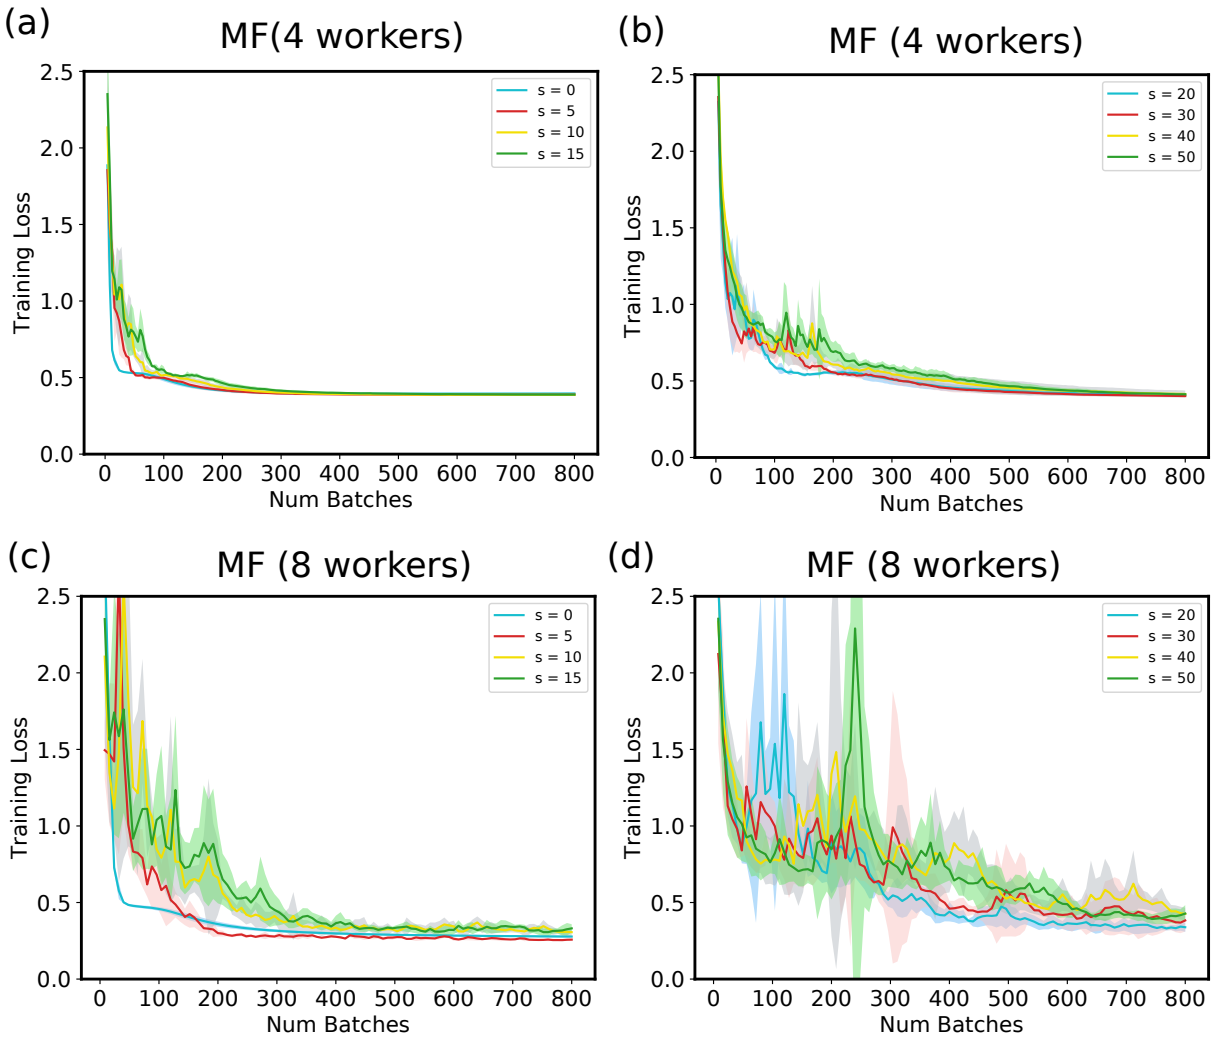 (a)
MF(4 workers)
2.5
2.0
1.5
1.0
0.5
0.0
Training Loss
s = 0
s = 5
s = 10
s = 15
0 100 200 300 400 500 600 700 800
Num Batches
(b)
MF (4 workers)
2.5
2.0
1.5
1.0
0.5
0.0
Training Loss
s = 20
s = 30
s = 40
s = 50
0 100 200 300 400 500 600 700 800
Num Batches
(c)
MF (8 workers)
2.5
2.0
1.5
1.0
0.5
0.0
Training Loss
s = 0
s = 5
s = 10
s = 15
0 100 200 300 400 500 600 700 800
Num Batches
(d)
MF (8 workers)
2.5
2.0
1.5
1.0
0.5
0.0
Training Loss
s = 20
s = 30
s = 40
s = 50
0 100 200 300 400 500 600 700 800
Num Batches